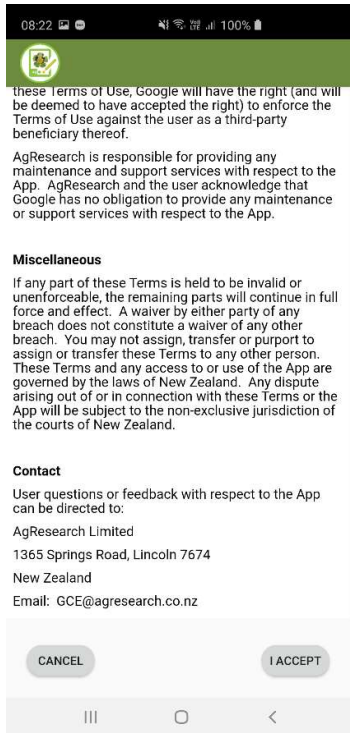 08:22
100%
these Terms of Use, Google will have the right (and will
be deemed to have accepted the right) to enforce the
Terms of Use against the user as a third-party
beneficiary thereof.
AgResearch is responsible for providing any
maintenance and support services with respect to the
App.  AgResearch and the user acknowledge that
Google has no obligation to provide any maintenance
or support services with respect to the App.
Miscellaneous
If any part of these Terms is held to be invalid or
unenforceable, the remaining parts will continue in full
force and effect.  A waiver by either party of any
breach does not constitute a waiver of any other
breach.  You may not assign, transfer or purport to
assign or transfer these Terms to any other person.
These Terms and any access to or use of the App are
governed by the laws of New Zealand.  Any dispute
arising out of or in connection with these Terms or the
App will be subject to the non-exclusive jurisdiction of
the courts of New Zealand.
Contact
User questions or feedback with respect to the App
can be directed to:
AgResearch Limited
1365 Springs Road, Lincoln 7674
New Zealand
Email:  GCE@agresearch.co.nz
CANCEL
I ACCEPT